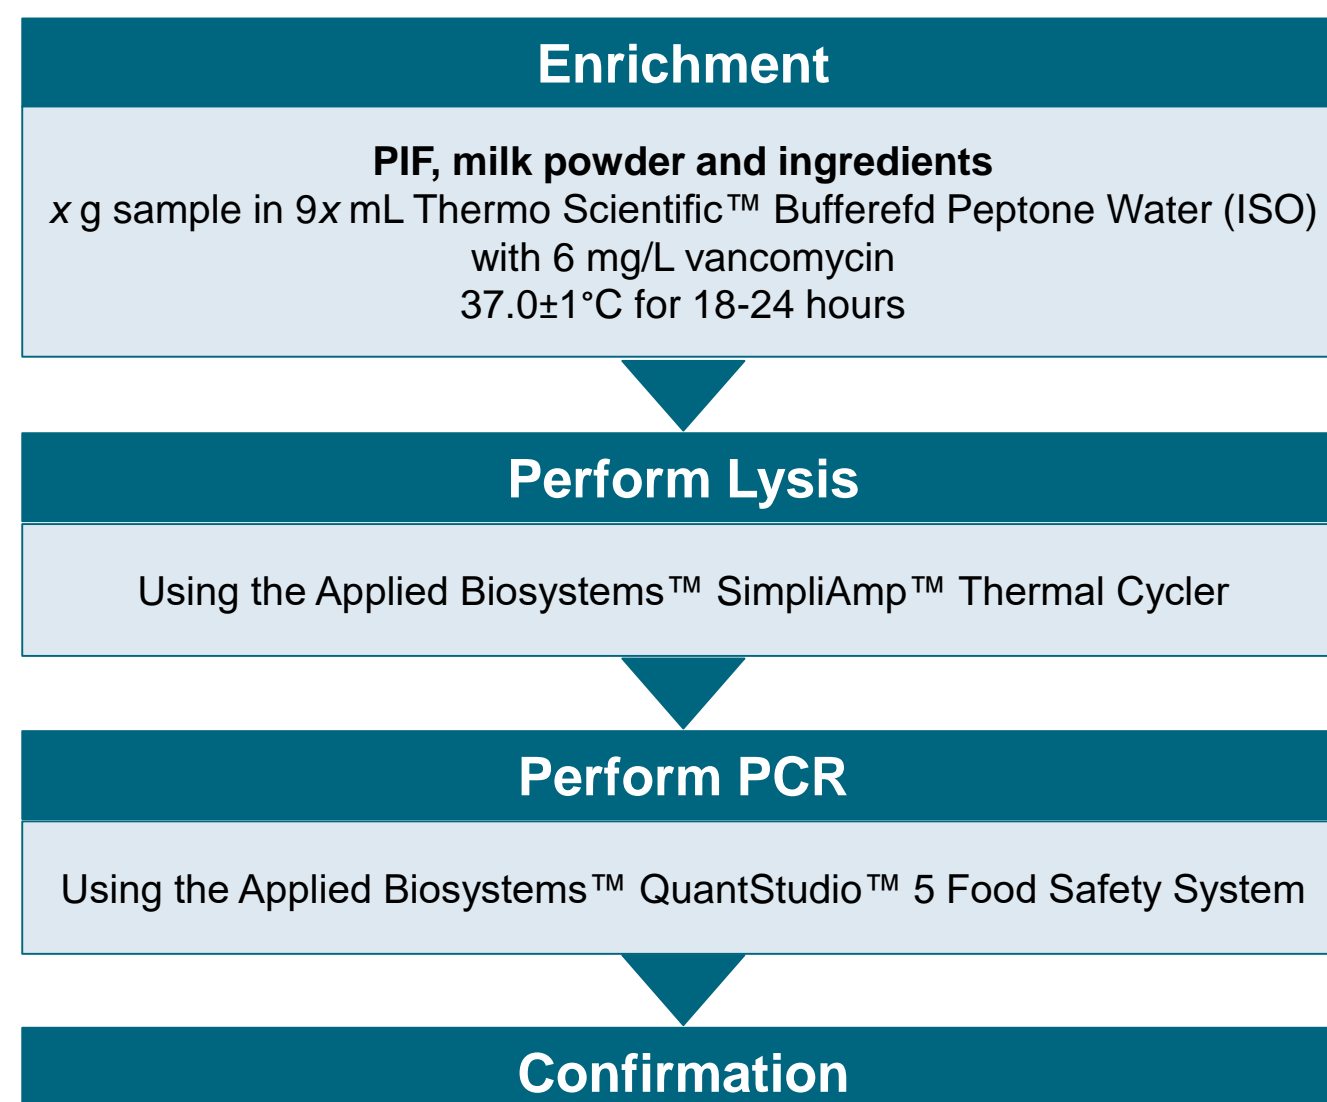 Enrichment
PIF, milk powder and ingredients
x g sample in 9x mL Thermo Scientific™ Bufferefd Peptone Water (ISO)
with 6 mg/L vancomycin
37.0±1°C for 18-24 hours
Perform Lysis
Using the Applied Biosystems™ SimpliAmp™ Thermal Cycler
Perform PCR
Using the Applied Biosystems™ QuantStudio™ 5 Food Safety System
Confirmation